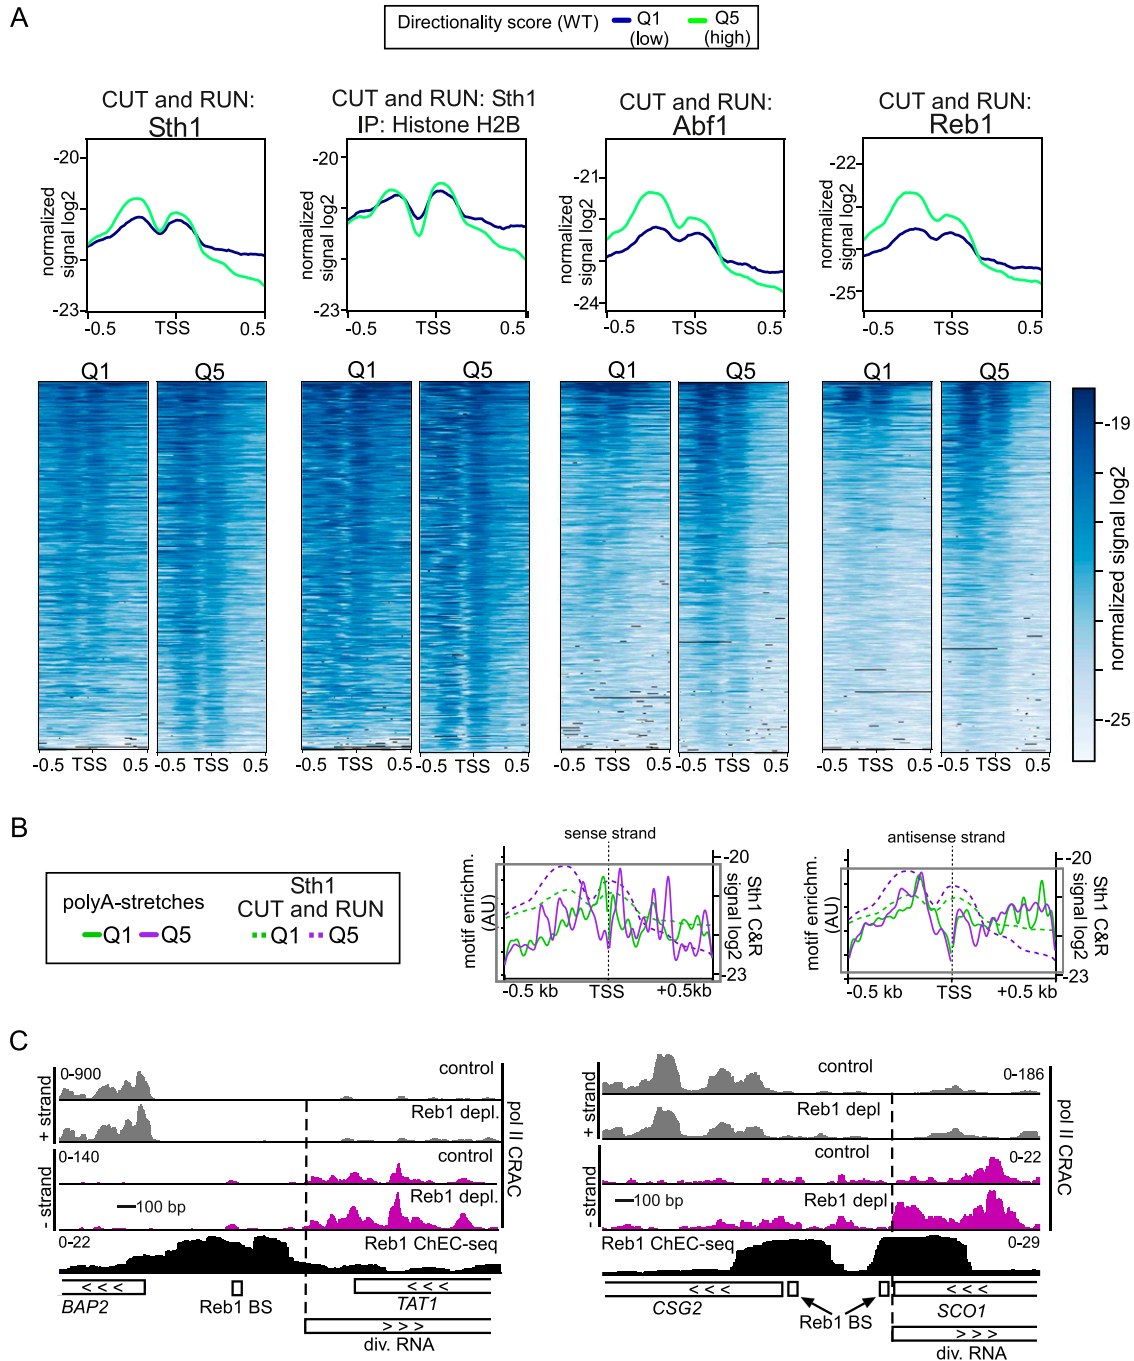 A
Directionality score (WT) Q1 (low) Q5 (high)
CUT and RUN:
Sth1
CUT and RUN: Sth1
IP: Histone H2B
CUT and RUN:
Abf1
CUT and RUN:
Reb1
normalized
signal log2
-20
-22
-23
-0.5 TSS 0.5
normalized
signal log2
-20
-22
-23
-0.5 TSS 0.5
normalized
signal log2
-21
-23
-24
-0.5 TSS 0.5
normalized
signal log2
-22
-24
-25
-0.5 TSS 0.5
Q1 Q5 Q1 Q5 Q1 Q5 Q1 Q5
-0.5 TSS 0.5 -0.5 TSS 0.5 -0.5 TSS 0.5 -0.5 TSS 0.5 -0.5 TSS 0.5 -0.5 TSS 0.5 -0.5 TSS 0.5 -0.5 TSS 0.5
-19
-25
normalized signal log2
B
polyA-stretches
Q1 Q5
Sth1
CUT and RUN
Q1 Q5
sense strand
motif enrichm.
(AU)
-20
-23
Sth1 C&R
signal log2
-0.5 kb TSS +0.5kb
antisense strand
motif enrichm.
(AU)
-20
-23
Sth1 C&R
signal log2
-0.5 kb TSS +0.5 kb
C
+ strand
- strand
0-900
control
Reb1 depl.
0-140
control
Reb1 depl.
100 bp
0-22
Reb1 ChEC-seq
pol II CRAC
< < <
BAP2
Reb1 BS
< < <
TAT1
> > >
div. RNA
+ strand
- strand
control
0-186
Reb1 depl
control
0-22
100 bp
Reb1 depl
Reb1 ChEC-seq
0-29
pol II CRAC
< < <
CSG2
Reb1 BS
< < <
SCO1
> > >
div. RNA